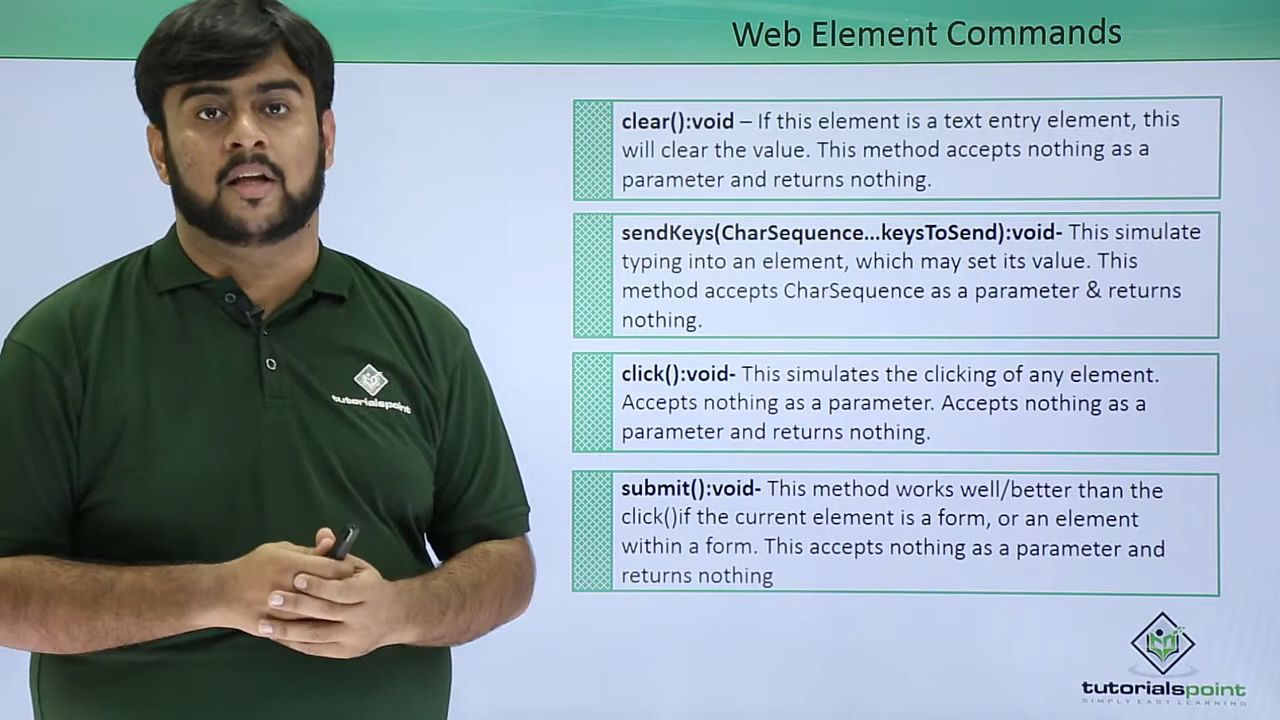 Web Element Commands
clear():void – If this element is a text entry element, this
will clear the value. This method accepts nothing as a
parameter and returns nothing.
sendKeys(CharSequence...keysToSend):void- This simulate
typing into an element, which may set its value. This
method accepts CharSequence as a parameter & returns
nothing.
click():void- This simulates the clicking of any element.
Accepts nothing as a parameter. Accepts nothing as a
parameter and returns nothing.
submit():void- This method works well/better than the
click()if the current element is a form, or an element
within a form. This accepts nothing as a parameter and
returns nothing
tutorialspoint
tutorialspoint
SIMPLY EASY LEARNING